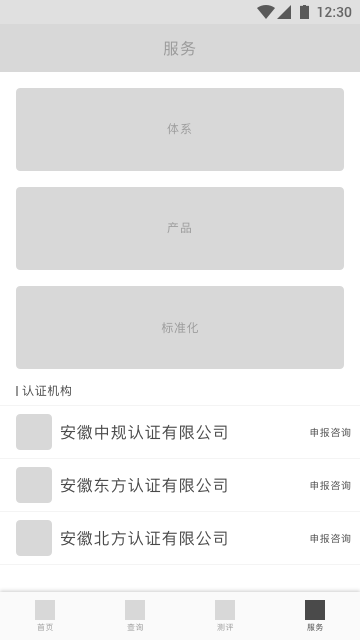 12:30
服务
体系
产品
标准化
认证机构
安徽中规认证有限公司 申报咨询
安徽东方认证有限公司 申报咨询
安徽北方认证有限公司 申报咨询
首页 查询 测评 服务